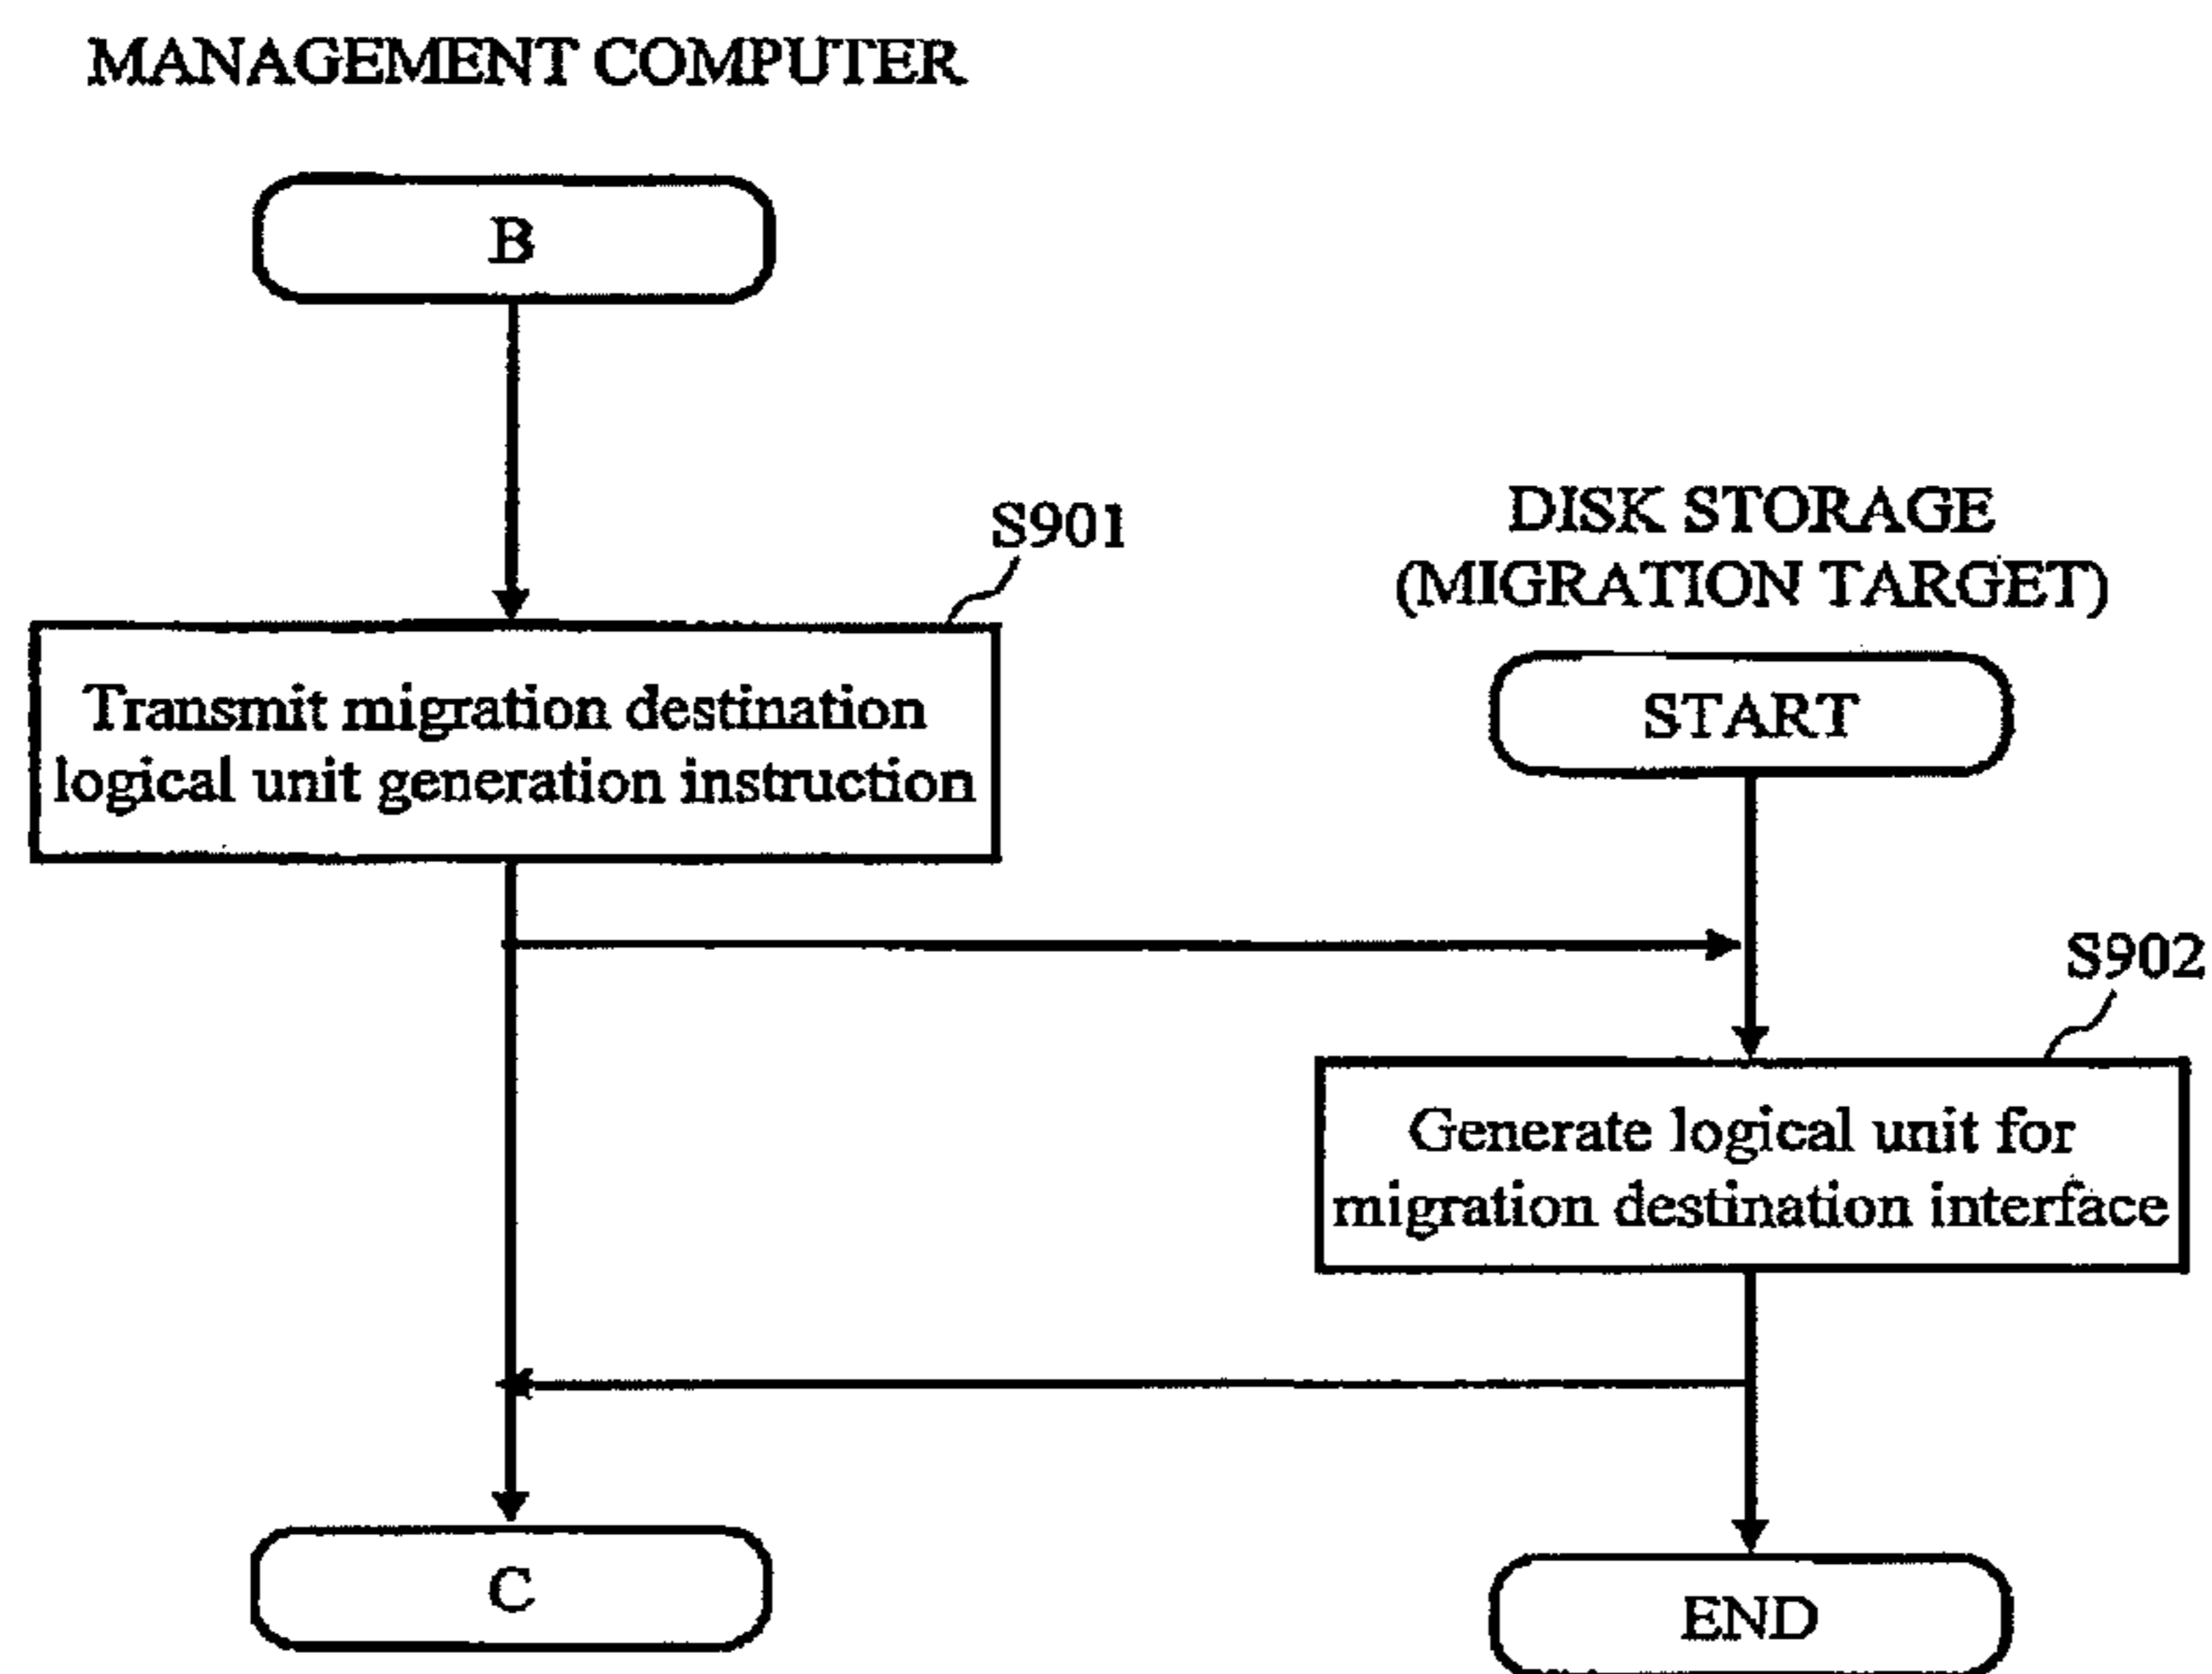 MANAGEMENT COMPUTER
B
S901
Transmit migration destination
logical unit generation instruction
DISK STORAGE
(MIGRATION TARGET)
START
S902
Generate logical unit for
migration destination interface
C
END